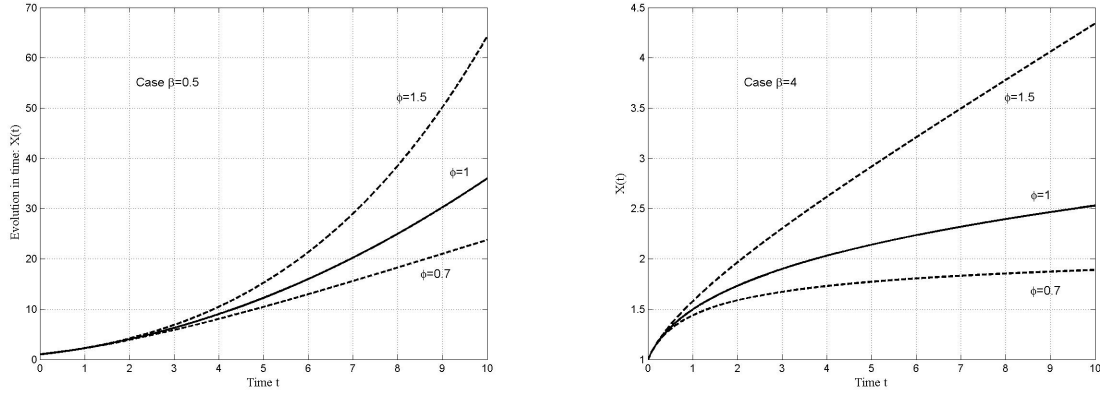 Evolution in time: X(t)
70
60
50
40
30
20
10
0
Case β=0.5
ϕ=1.5
ϕ=1
ϕ=0.7
0 1 2 3 4 5 6 7 8 9 10
Time t
X(t)
4.5
4
3.5
3
2.5
2
1.5
1
Case β=4
ϕ=1.5
ϕ=1
ϕ=0.7
0 1 2 3 4 5 6 7 8 9 10
Time t